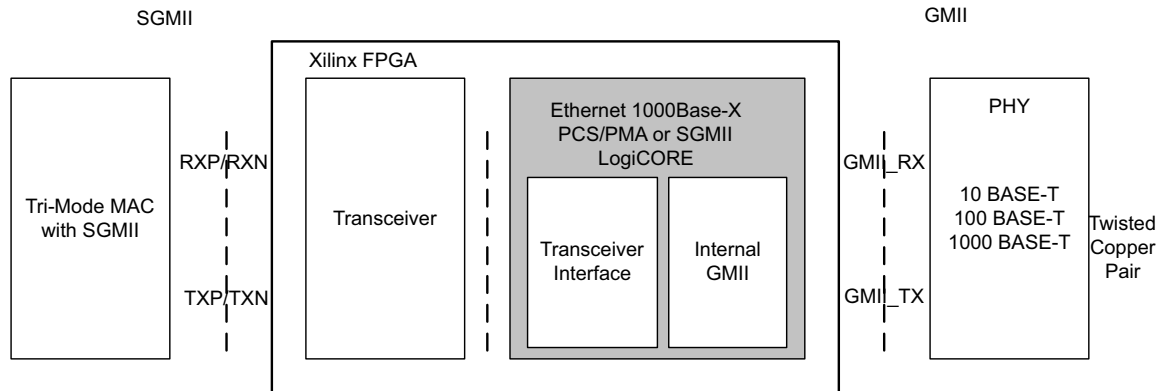 SGMII
GMII
Xilinx FPGA
Tri-Mode MAC
with SGMII
RXP/RXN
TXP/TXN
Transceiver
Ethernet 1000Base-X
PCS/PMA or SGMII
LogiCORE
Transceiver
Interface
Internal
GMII
GMII_RX
GMII_TX
PHY
10 BASE-T
100 BASE-T
1000 BASE-T
Twisted
Copper
Pair